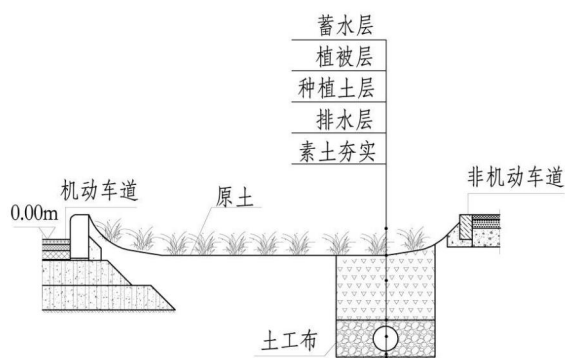 蓄水层
植被层
种植土层
排水层
素土夯实
机动车道
非机动车道
0.00m
原土
土工布